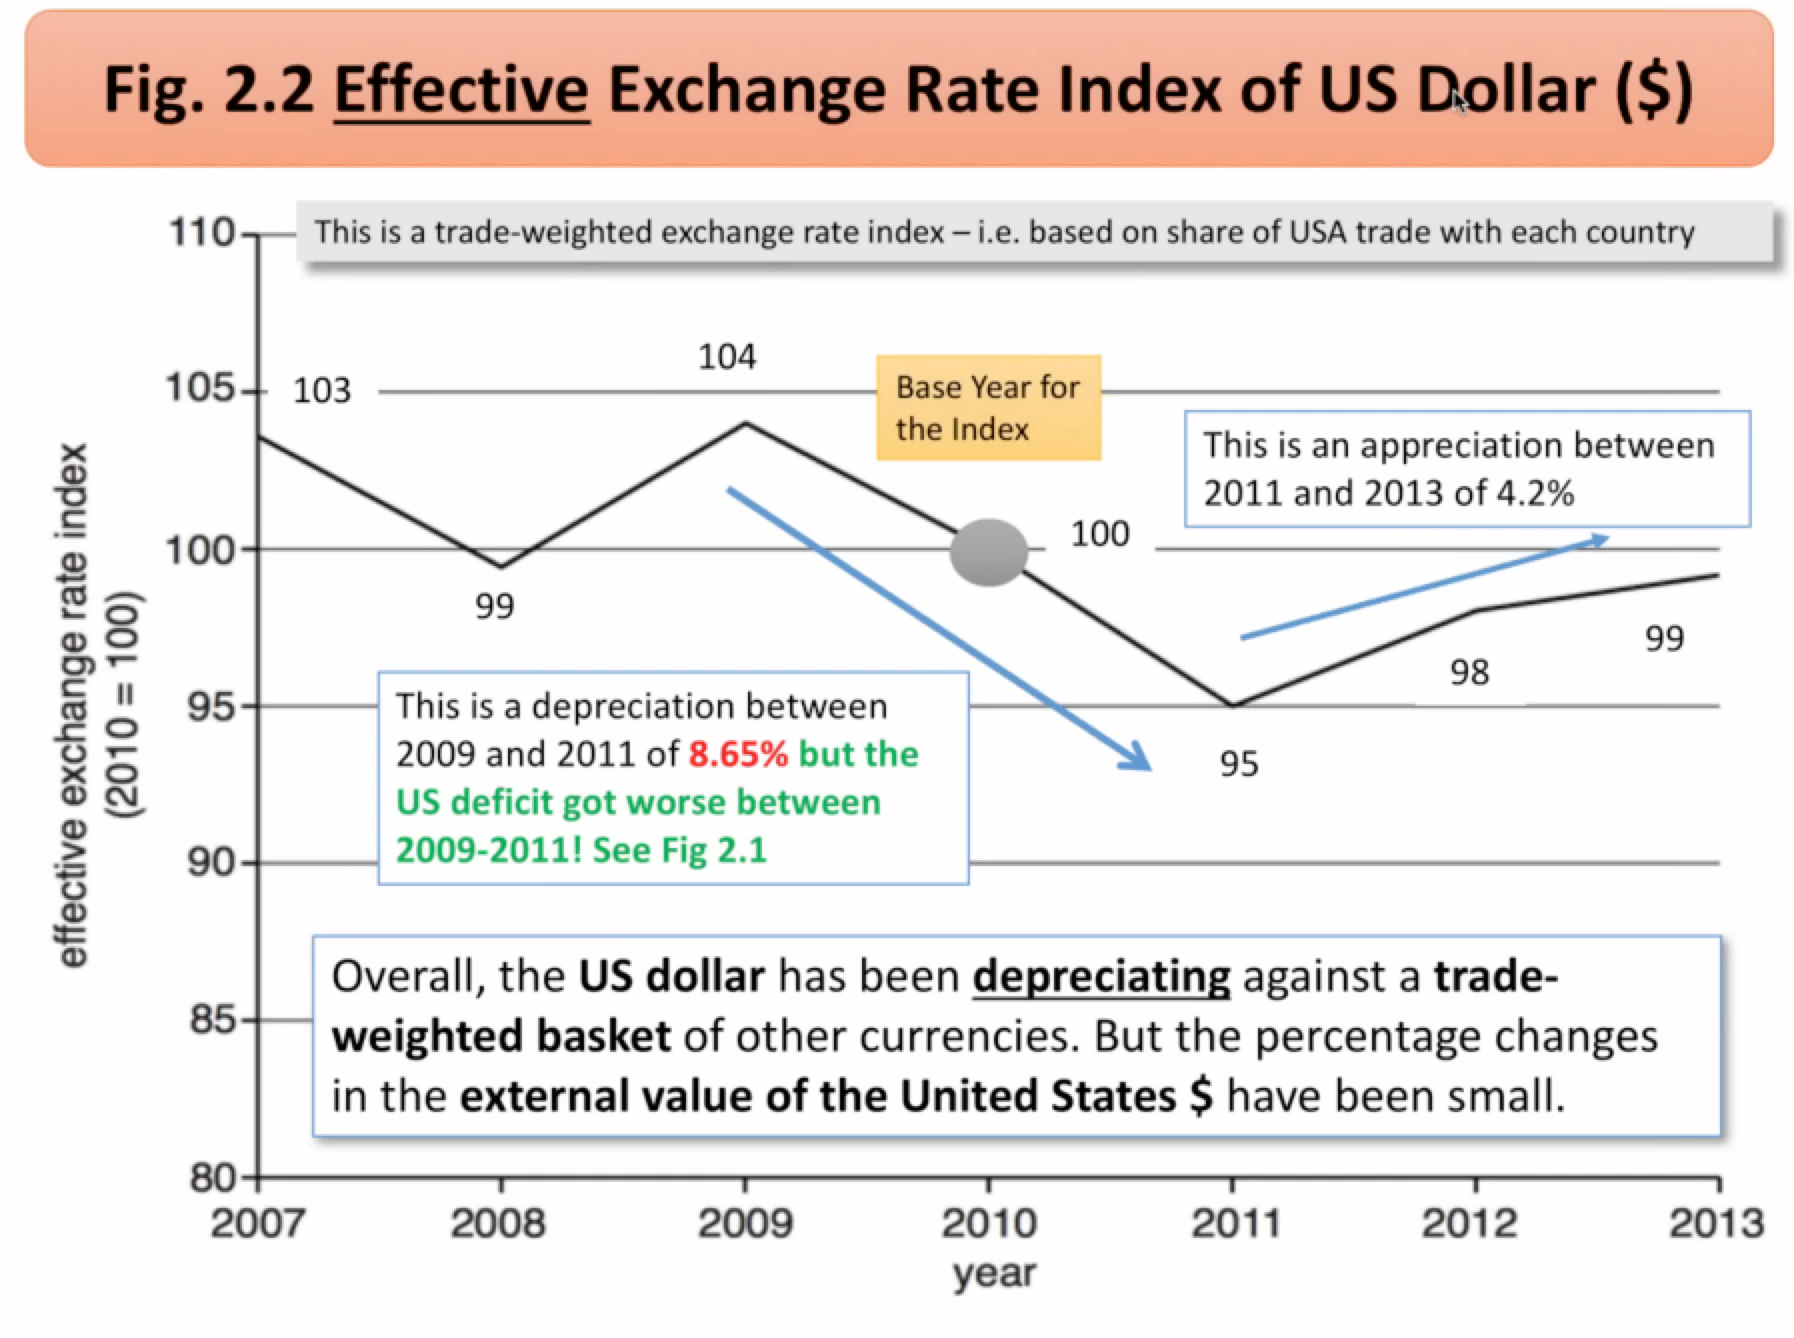 Fig. 2.2 Effective Exchange Rate Index of US Dollar ($)
This is a trade-weighted exchange rate index – i.e. based on share of USA trade with each country
effective exchange rate index
(2010 = 100)
110
105
100
95
90
85
80
103
99
104
Base Year for
the Index
100
This is an appreciation between
2011 and 2013 of 4.2%
95
98
99
This is a depreciation between
2009 and 2011 of 8.65% but the
US deficit got worse between
2009-2011! See Fig 2.1
Overall, the US dollar has been depreciating against a trade-
weighted basket of other currencies. But the percentage changes
in the external value of the United States $ have been small.
2007 2008 2009 2010 2011 2012 2013
year